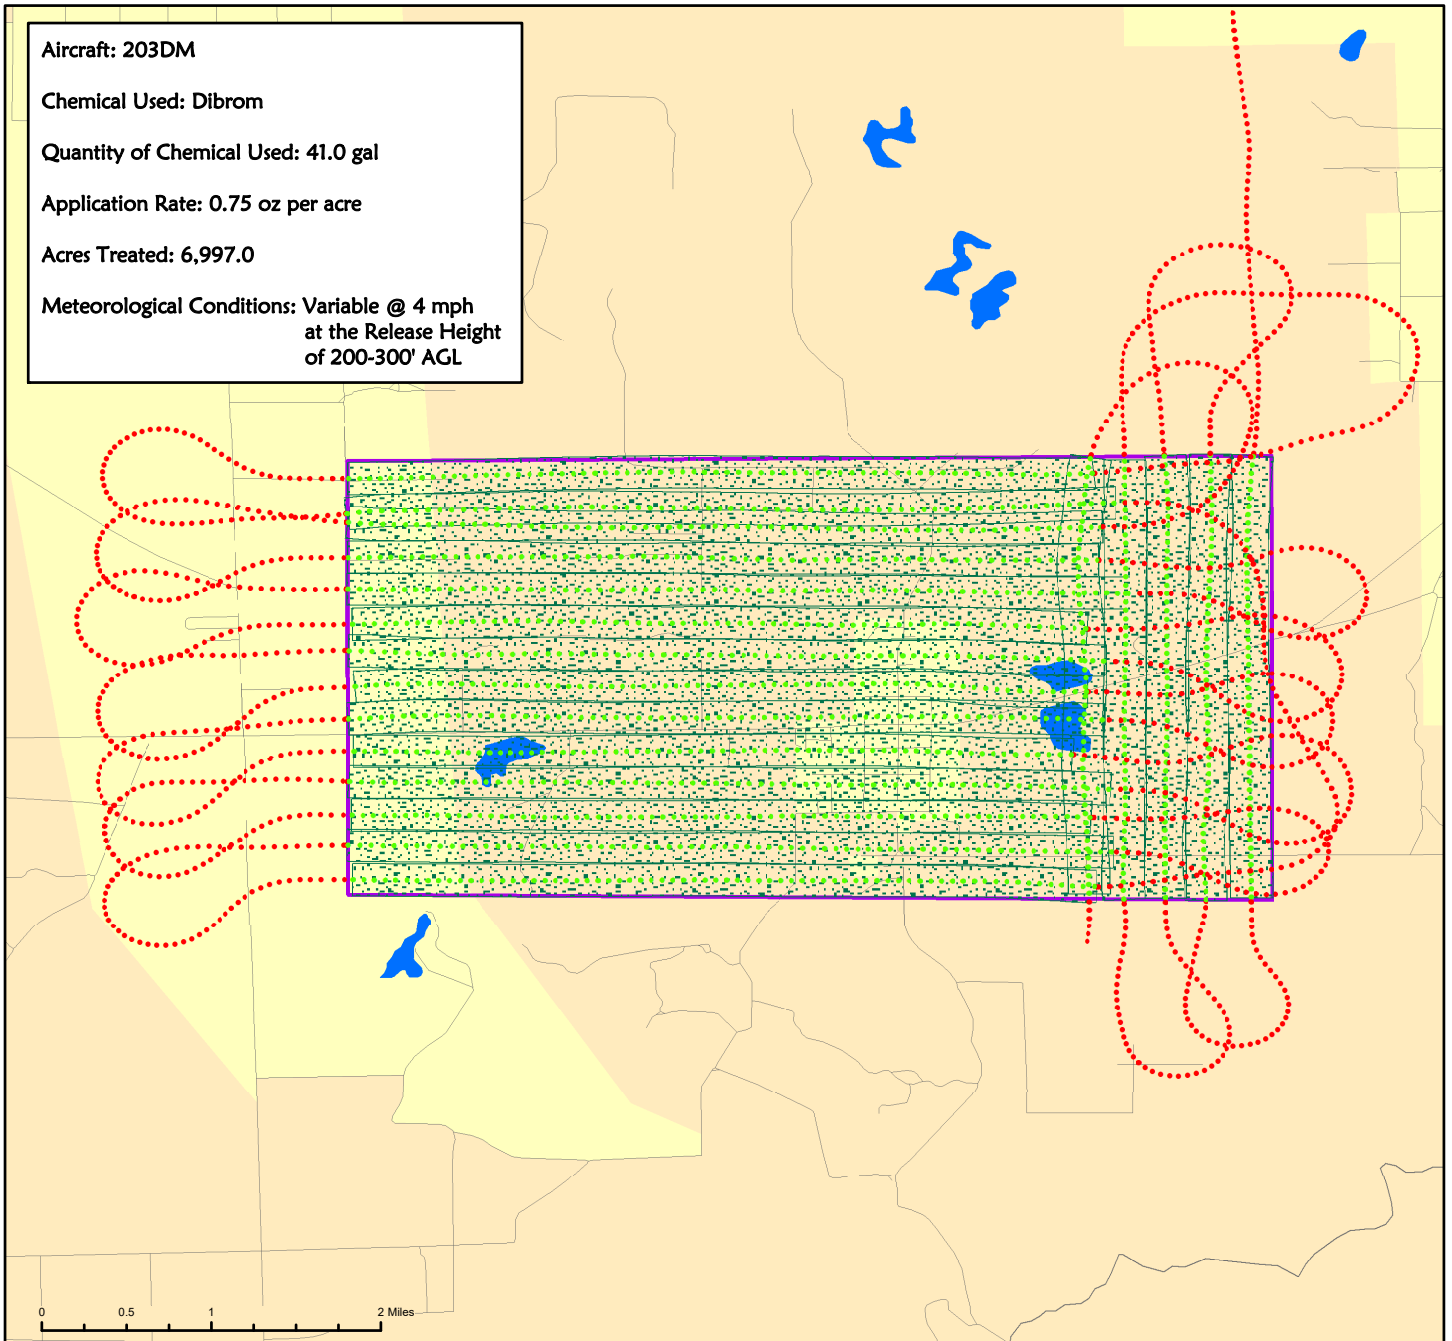 Aircraft: 203DM
Chemical Used: Dibrom
Quantity of Chemical Used: 41.0 gal
Application Rate: 0.75 oz per acre
Acres Treated: 6,997.0
Meteorological Conditions: Variable @ 4 mph
at the Release Height
of 200-300' AGL
0 0.5 1 2 Miles